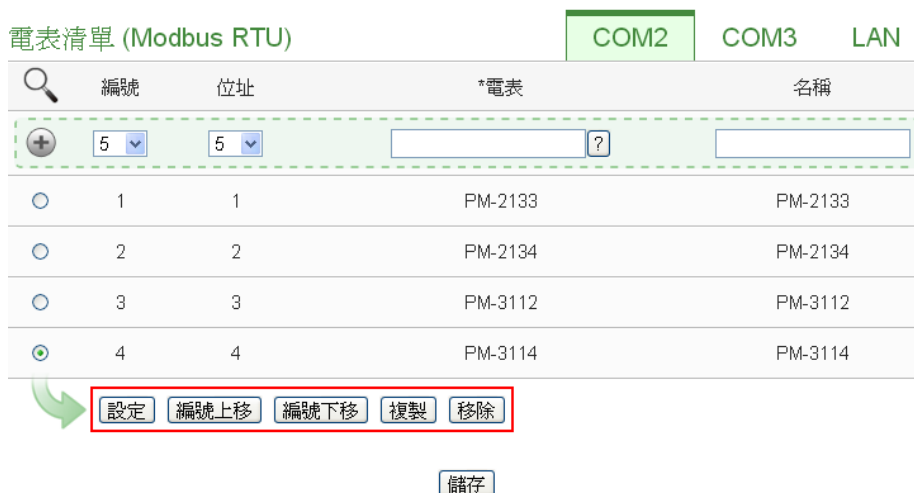 電表清單 (Modbus RTU) COM2 COM3 LAN
編號 位址 *電表 名稱
5 5 ?
1 1 PM-2133 PM-2133
2 2 PM-2134 PM-2134
3 3 PM-3112 PM-3112
4 4 PM-3114 PM-3114
設定 編號上移 編號下移 複製 移除
儲存